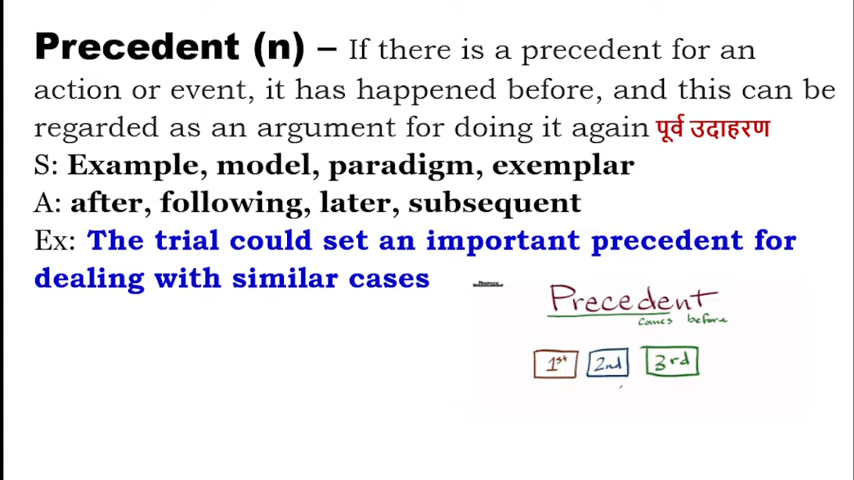 Precedent (n) – If there is a precedent for an
action or event, it has happened before, and this can be
regarded as an argument for doing it again पूर्व उदाहरण
S: Example, model, paradigm, exemplar
A: after, following, later, subsequent
Ex: The trial could set an important precedent for
dealing with similar cases
Precedent
comes before
1st 2nd 3rd